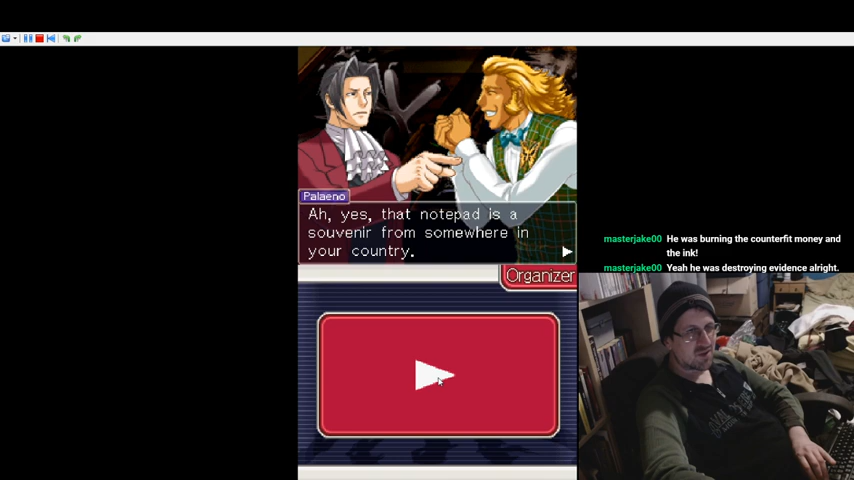 Palaeno
Ah, yes, that notepad is a
souvenir from somewhere in
your country.
Organizer
masterjake00 He was burning the counterfit money and
the ink!
masterjake00 Yeah he was destroying evidence alright.